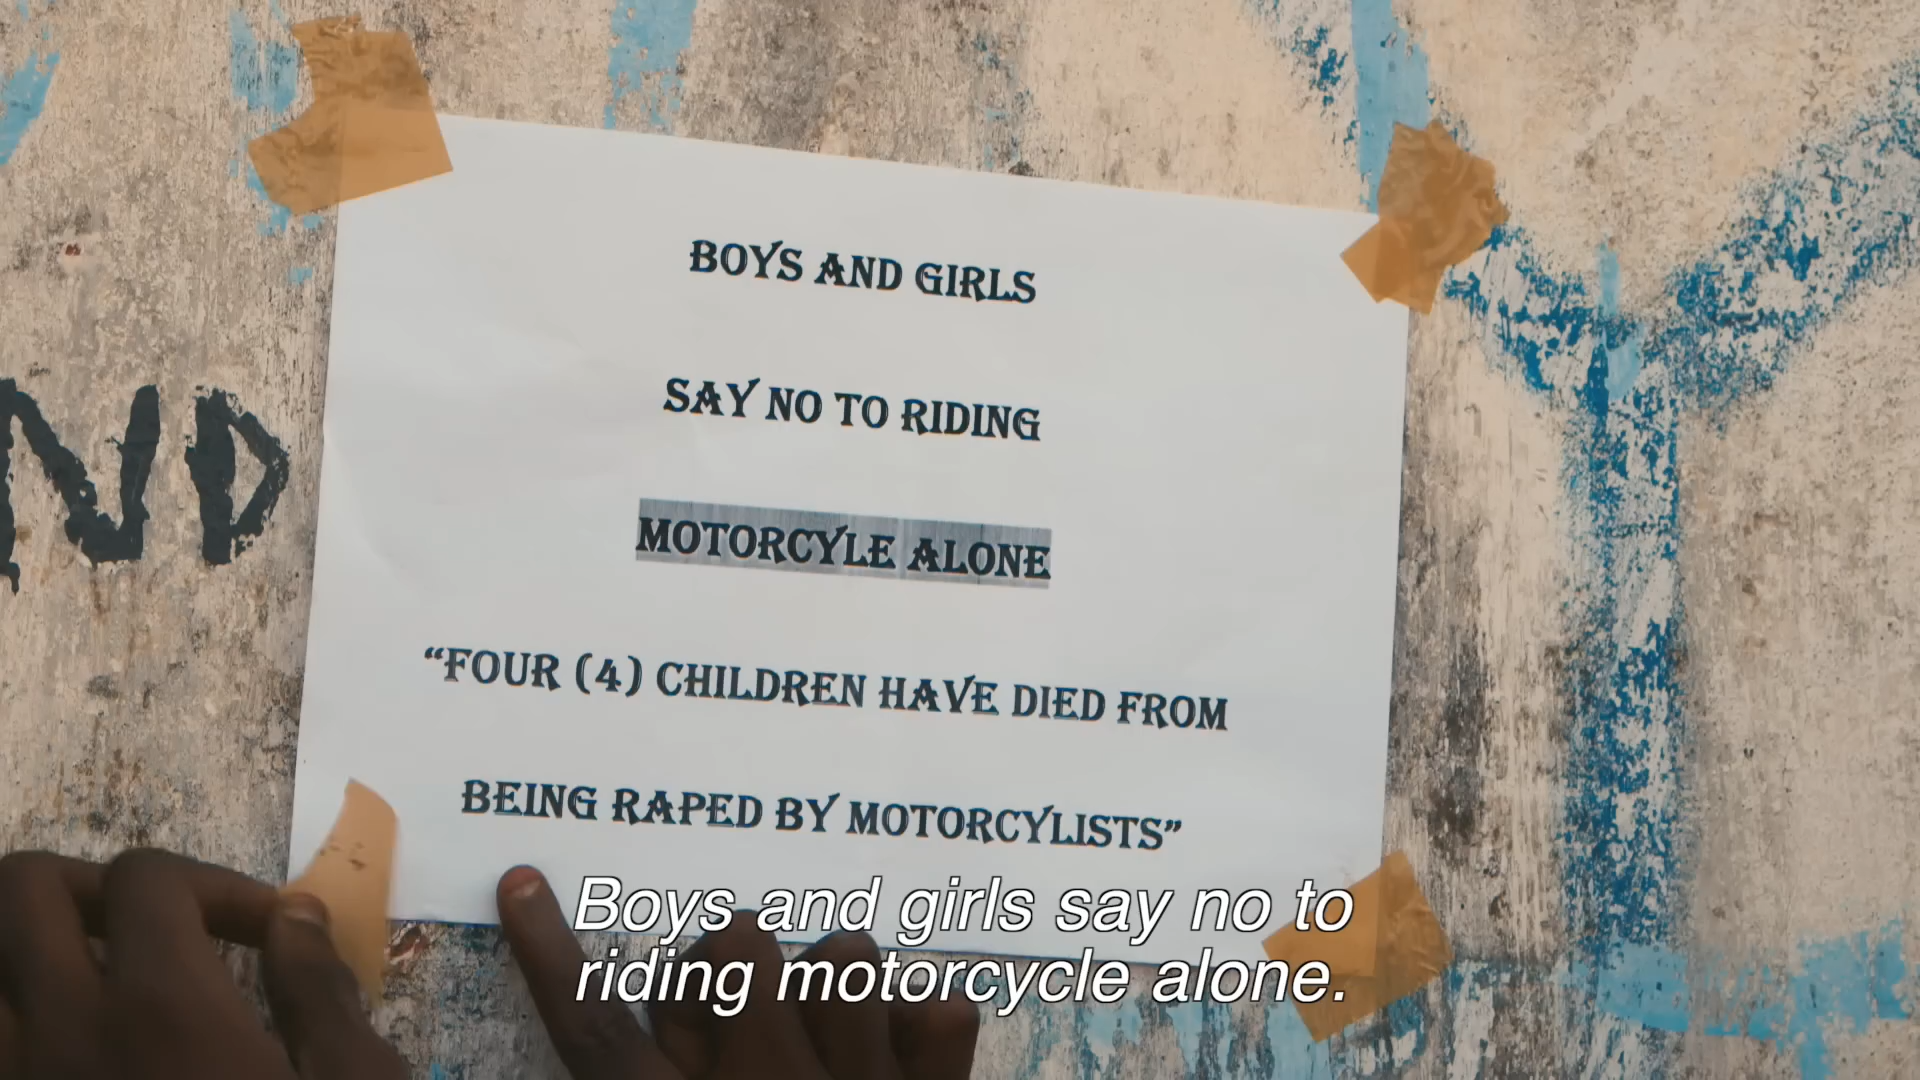 BOYS AND GIRLS
SAY NO TO RIDING
ND
MOTORCYLE ALONE
“FOUR (4) CHILDREN HAVE DIED FROM
BEING RAPED BY MOTORCYLISTS”
Boys and girls say no to
riding motorcycle alone.